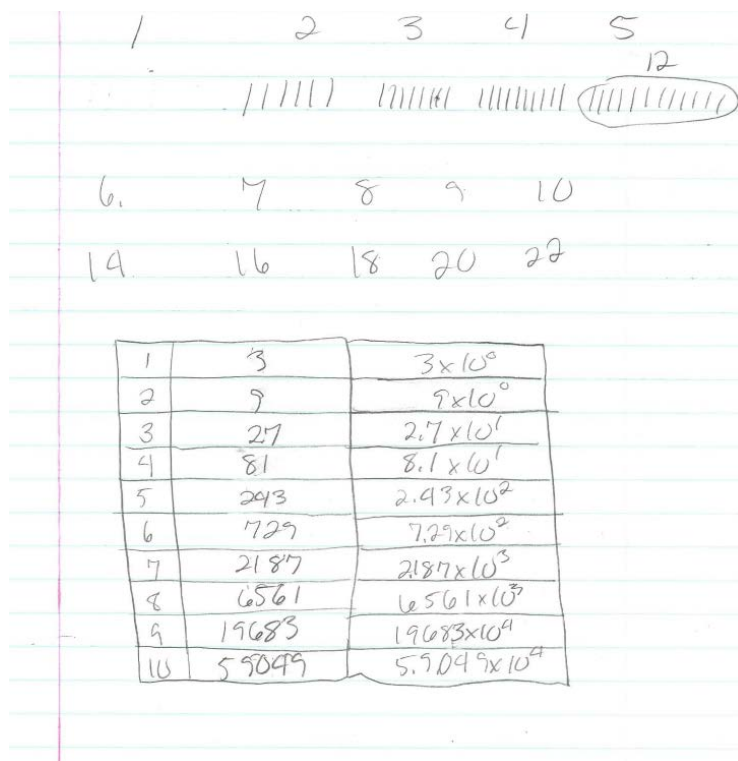 1 2 3 4 5
12
6. 7 8 9 10
14 16 18 20 22
1 3 3x10⁰
2 9 9x10⁰
3 27 2.7x10¹
4 81 8.1x10¹
5 243 2.43x10²
6 729 7.29x10²
7 2187 2.187x10³
8 6561 6561x10³
9 19683 19683x10⁴
10 59049 5.9049x10⁴